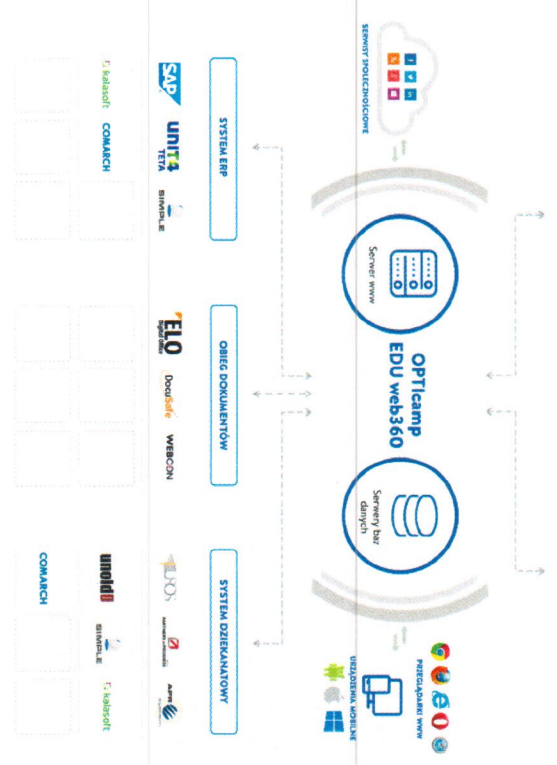 SERWISY SPOŁECZNOŚCIOWE
Serwer www
OPTIcamp
EDU web360
Serwery baz
danych
PRZEGLĄDARKI WWW
URZĄDZENIA MOBILNE
SYSTEM ERP
OBIEG DOKUMENTÓW
SYSTEM DZIEKANATOWY
SAP
UNIT4
TETA
SIMPLE
ELO
Digital Office
DocuSafe
WEBCON
USOS
APR
kalasoft
COMARCH
unold
SIMPLE
kalasoft
COMARCH